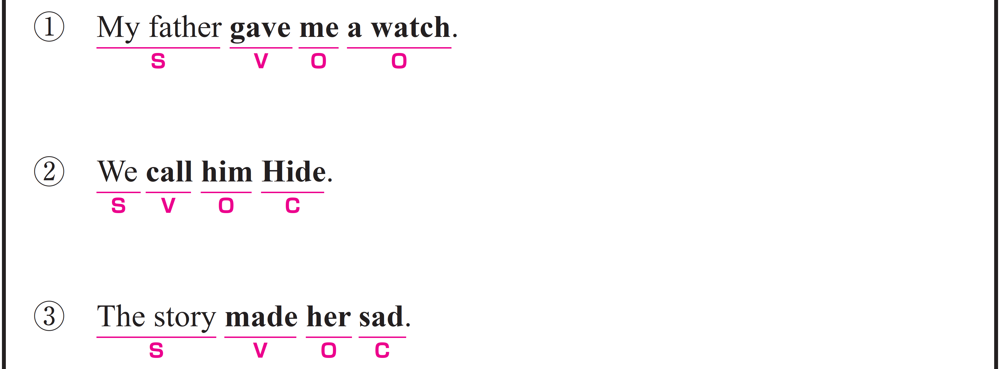 ① My father gave me a watch.
S V O O
② We call him Hide.
S V O C
③ The story made her sad.
S V O C